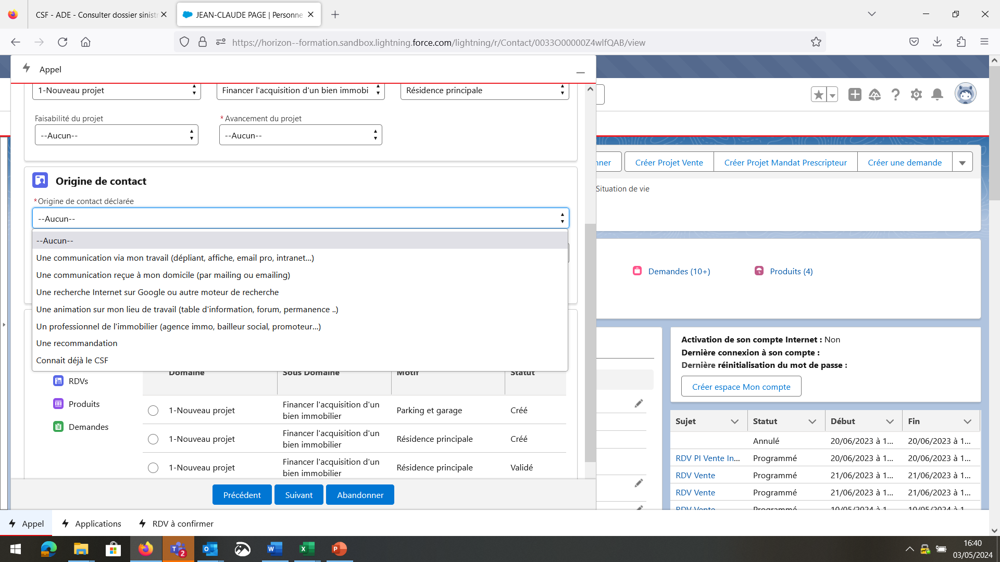 CSF - ADE - Consulter dossier sinistr
JEAN-CLAUDE PAGE | Personne
https://horizon--formation.sandbox.lightning.force.com/lightning/r/Contact/0033O00000Z4wlfQAB/view
Appel
1-Nouveau projet
Financer l'acquisition d'un bien immobi
Résidence principale
Faisabilité du projet
* Avancement du projet
--Aucun--
--Aucun--
Créer Projet Vente
Créer Projet Mandat Prescripteur
Créer une demande
Origine de contact
Situation de vie
*Origine de contact déclarée
--Aucun--
--Aucun--
Une communication via mon travail (dépliant, affiche, email pro, intranet...)
Une communication reçue à mon domicile (par mailing ou emailing)
Une recherche Internet sur Google ou autre moteur de recherche
Une animation sur mon lieu de travail (table d'information, forum, permanence ..)
Un professionnel de l'immobilier (agence immo, bailleur social, promoteur...)
Une recommandation
Connait déjà le CSF
Demandes (10+)
Produits (4)
Activation de son compte Internet : Non
Dernière connexion à son compte :
Dernière réinitialisation du mot de passe :
Créer espace Mon compte
RDVs
Produits
Demandes
Domaine
Sous Domaine
Motif
Statut
1-Nouveau projet
Financer l'acquisition d'un
bien immobilier
Parking et garage
Créé
1-Nouveau projet
Financer l'acquisition d'un
bien immobilier
Résidence principale
Créé
1-Nouveau projet
Financer l'acquisition d'un
bien immobilier
Résidence principale
Validé
Sujet
Statut
Début
Fin
Annulé
20/06/2023 à 1...
20/06/2023 à 1...
RDV PI Vente In...
Programmé
20/06/2023 à 1...
20/06/2023 à 1...
RDV Vente
Programmé
21/06/2023 à 1...
21/06/2023 à 1...
RDV Vente
Programmé
21/06/2023 à 1...
21/06/2023 à 1...
RDV Vente
Programmé
10/05/2024 à 1...
10/05/2024 à 1...
Précédent
Suivant
Abandonner
Appel
Applications
RDV à confirmer
2
16:40
03/05/2024